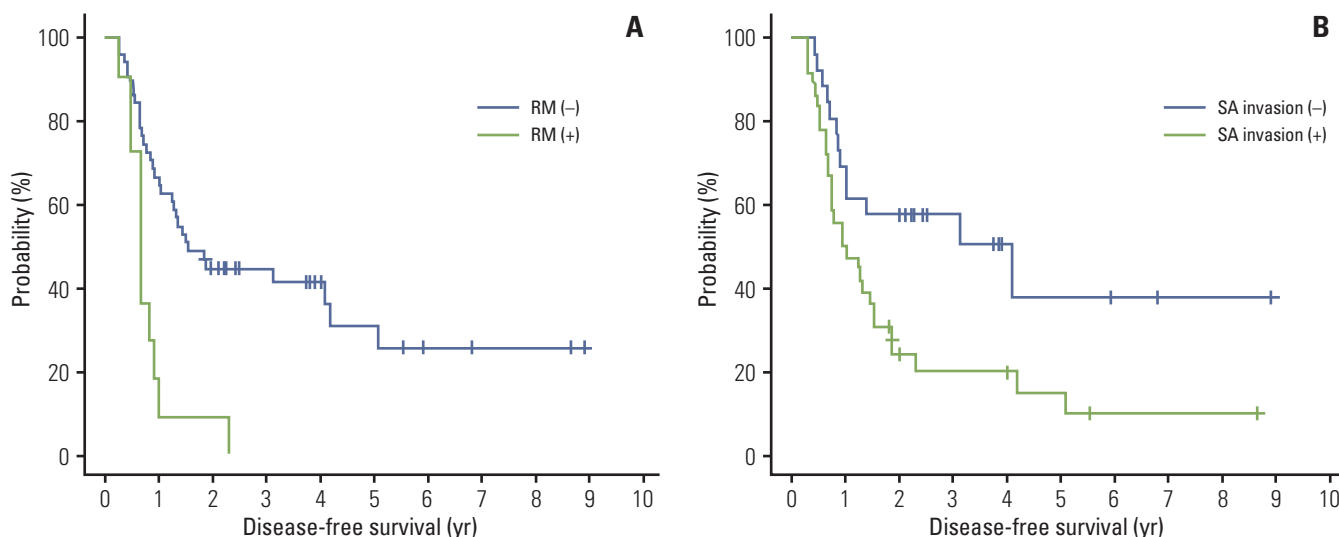 A
100
80
60
40
20
0
Probability (%)
RM (–)
RM (+)
0 1 2 3 4 5 6 7 8 9 10
Disease-free survival (yr)
B
100
80
60
40
20
0
Probability (%)
SA invasion (–)
SA invasion (+)
0 1 2 3 4 5 6 7 8 9 10
Disease-free survival (yr)